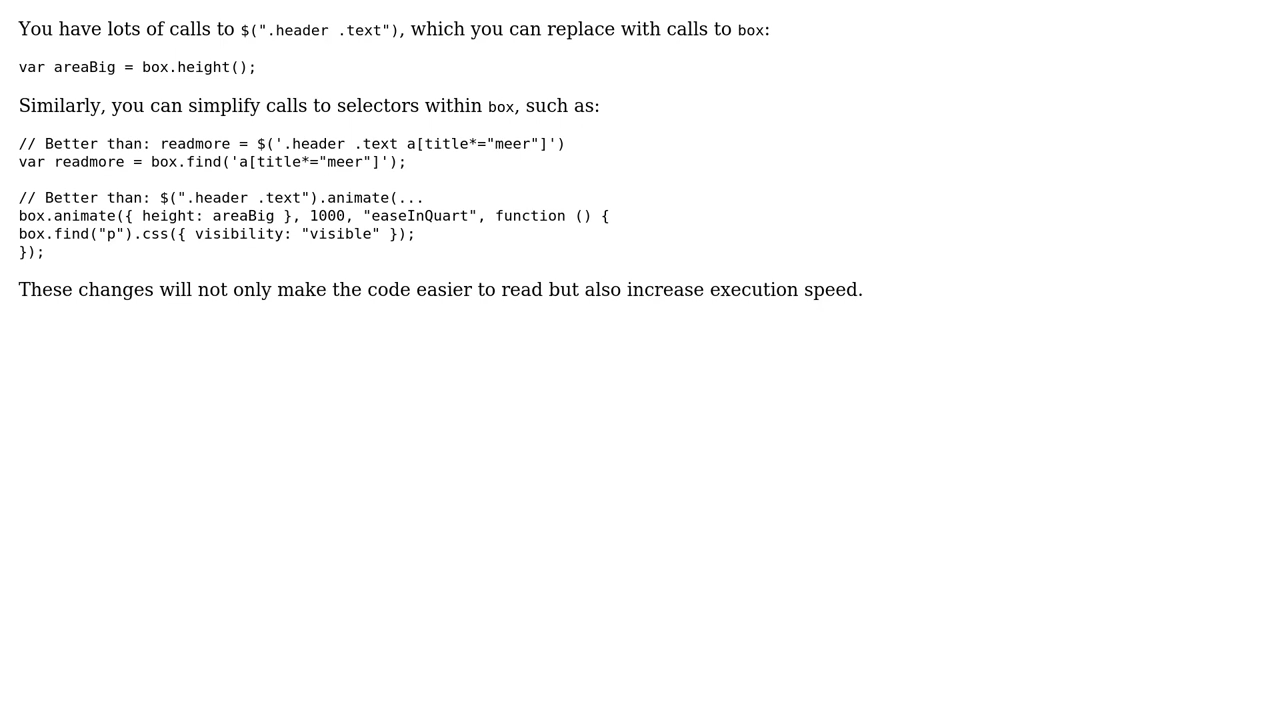 You have lots of calls to $(".header .text"), which you can replace with calls to box:
var areaBig = box.height();
Similarly, you can simplify calls to selectors within box, such as:
// Better than: readmore = $('.header .text a[title*="meer"]')
var readmore = box.find('a[title*="meer"]');
// Better than: $(".header .text").animate(...
box.animate({ height: areaBig }, 1000, "easeInQuart", function () {
box.find("p").css({ visibility: "visible" });
});
These changes will not only make the code easier to read but also increase execution speed.